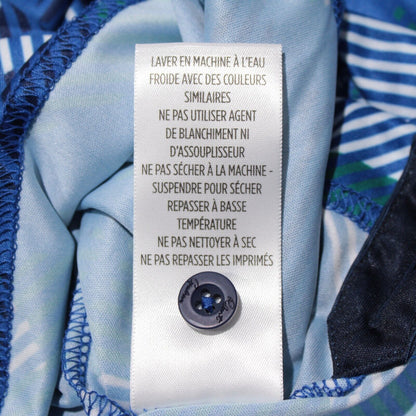 LAVER EN MACHINE À L'EAU
FROIDE AVEC DES COULEURS
SIMILAIRES
NE PAS UTILISER AGENT
DE BLANCHIMENT NI
D'ASSOUPLISSEUR
NE PAS SÉCHER À LA MACHINE -
SUSPENDRE POUR SÉCHER
REPASSER À BASSE
TEMPÉRATURE
NE PAS NETTOYER À SEC
NE PAS REPASSER LES IMPRIMÉS